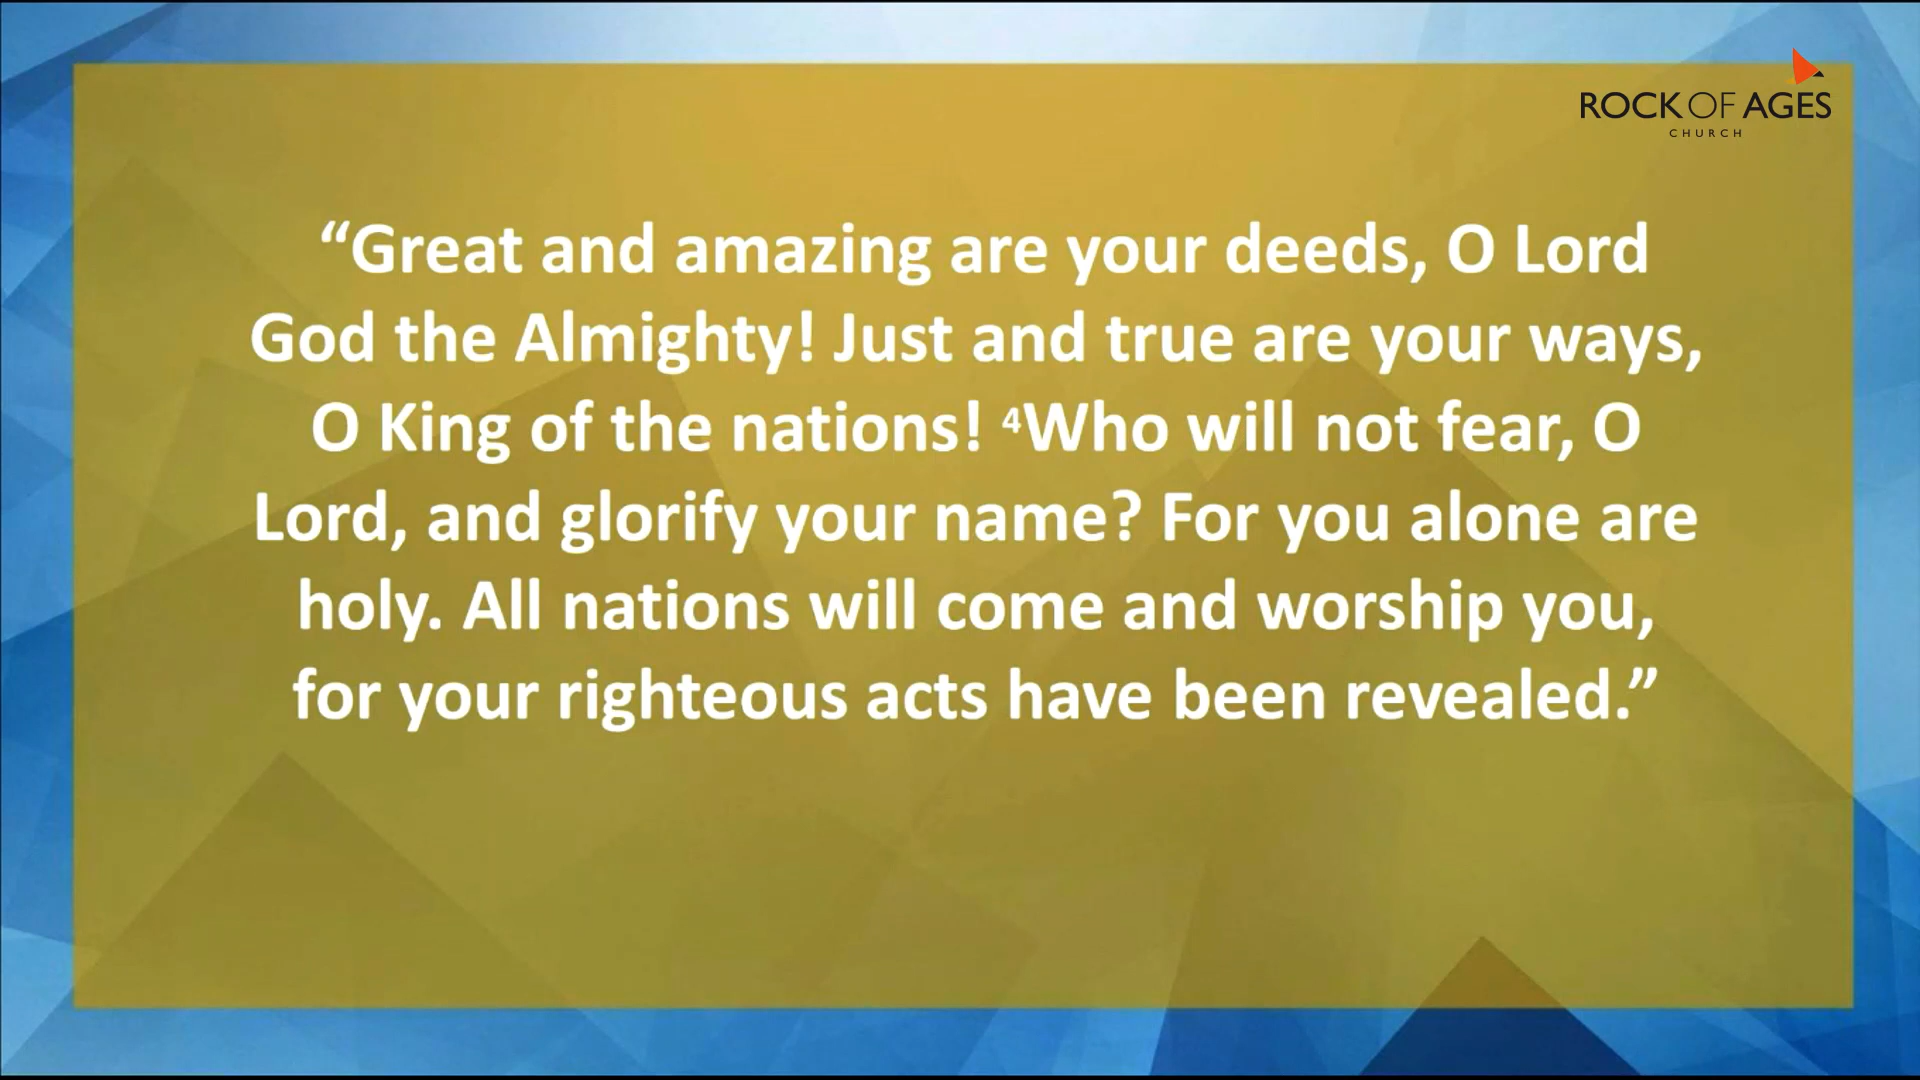 ROCK OF AGES
CHURCH
“Great and amazing are your deeds, O Lord
God the Almighty! Just and true are your ways,
O King of the nations! ⁴Who will not fear, O
Lord, and glorify your name? For you alone are
holy. All nations will come and worship you,
for your righteous acts have been revealed.”